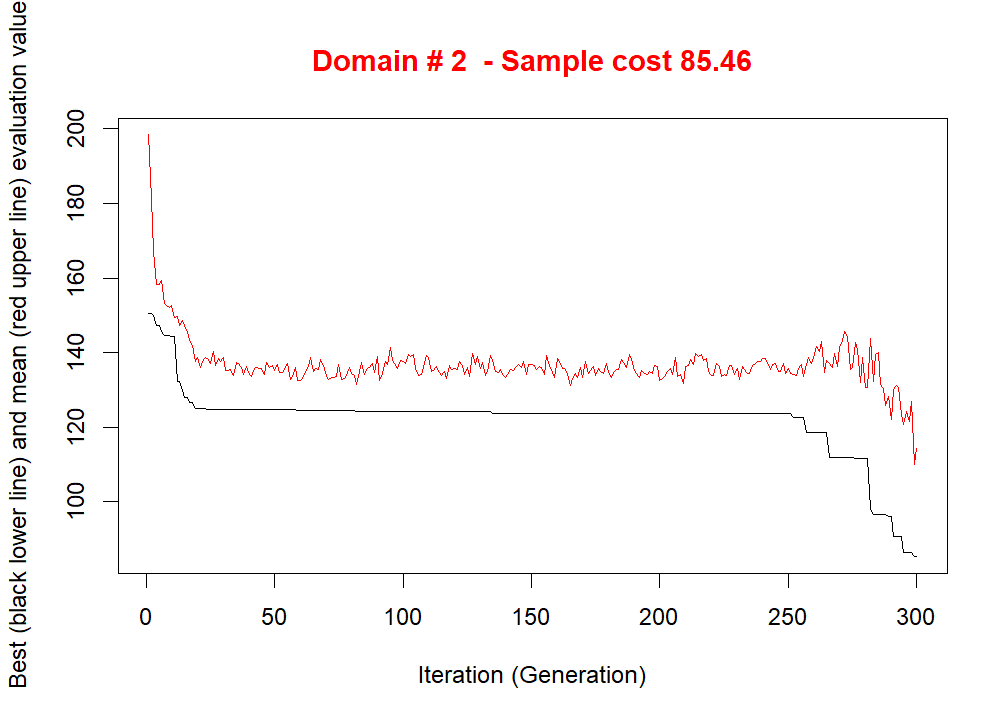 Domain # 2 - Sample cost 85.46
Best (black lower line) and mean (red upper line) evaluation value
200
180
160
140
120
100
0 50 100 150 200 250 300
Iteration (Generation)